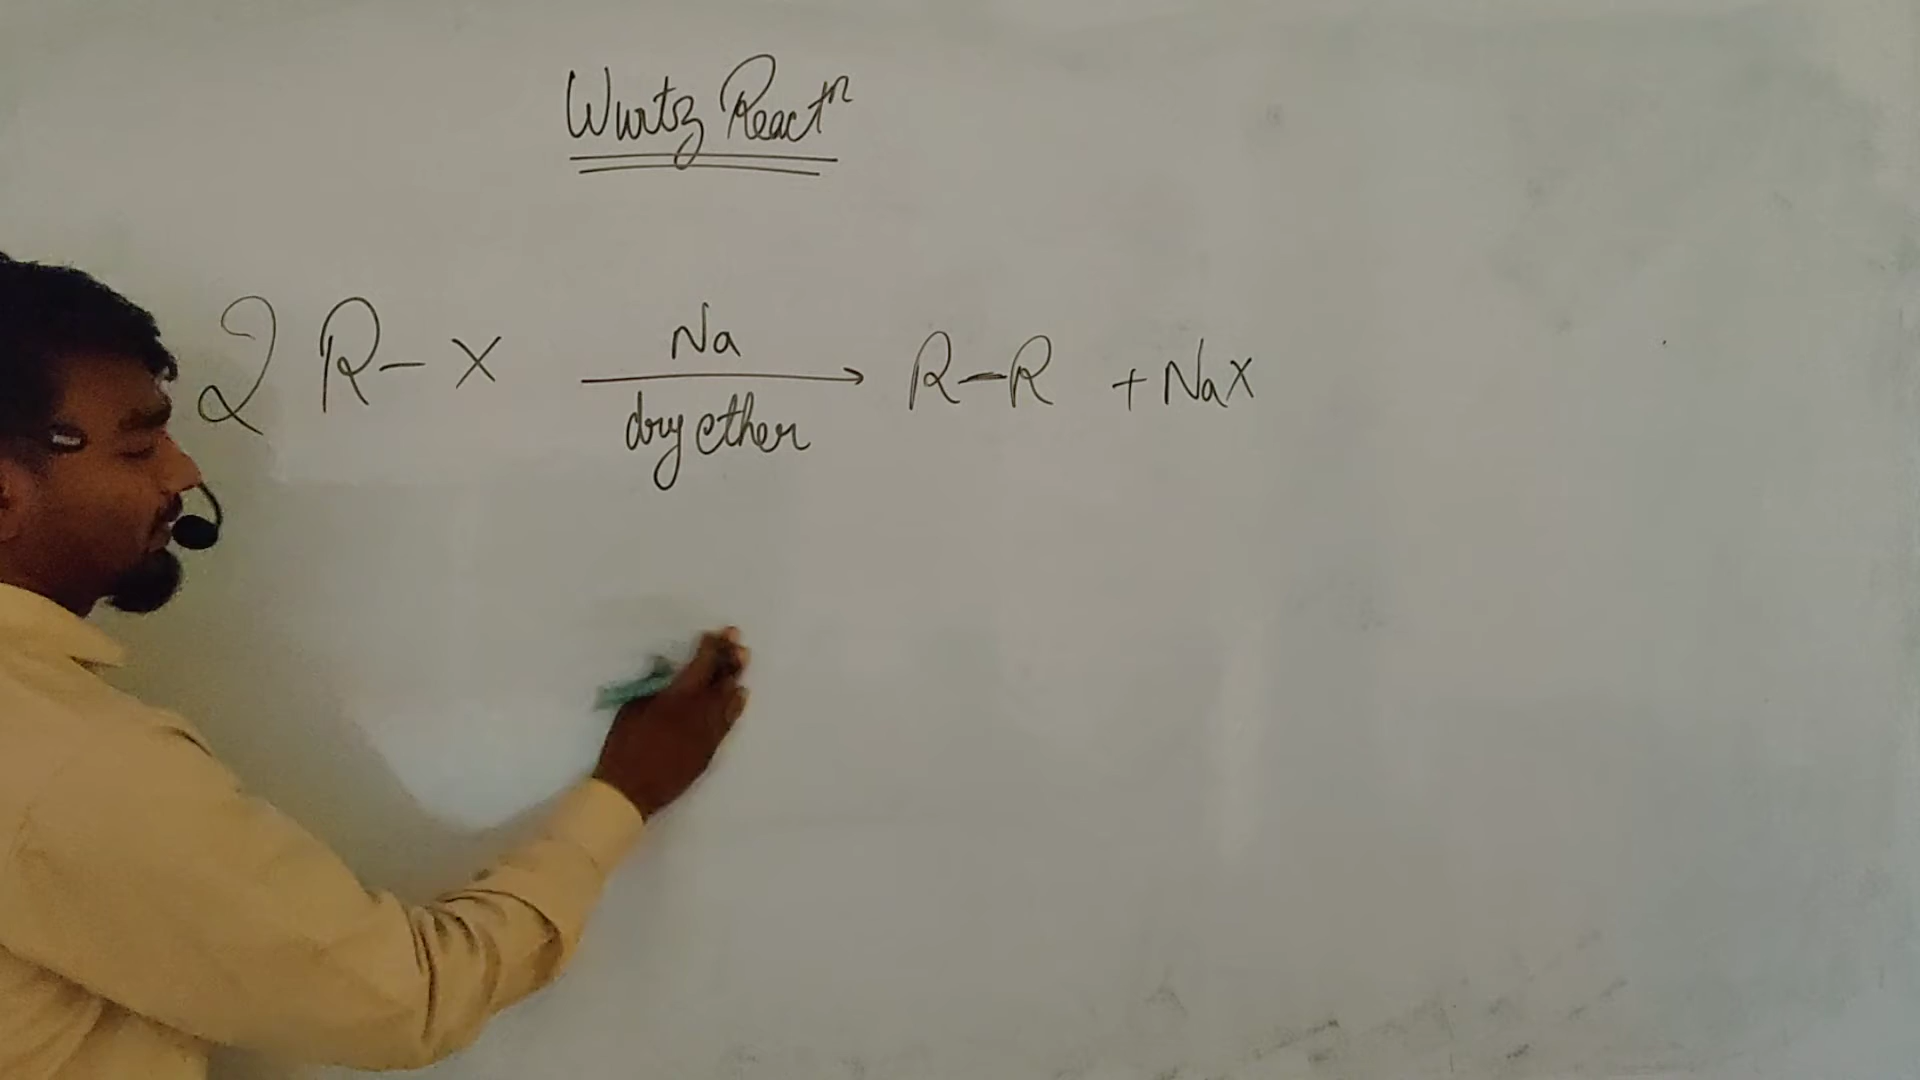 Wurtz Reactⁿ
2 R-X Na dry ether → R-R + NaX